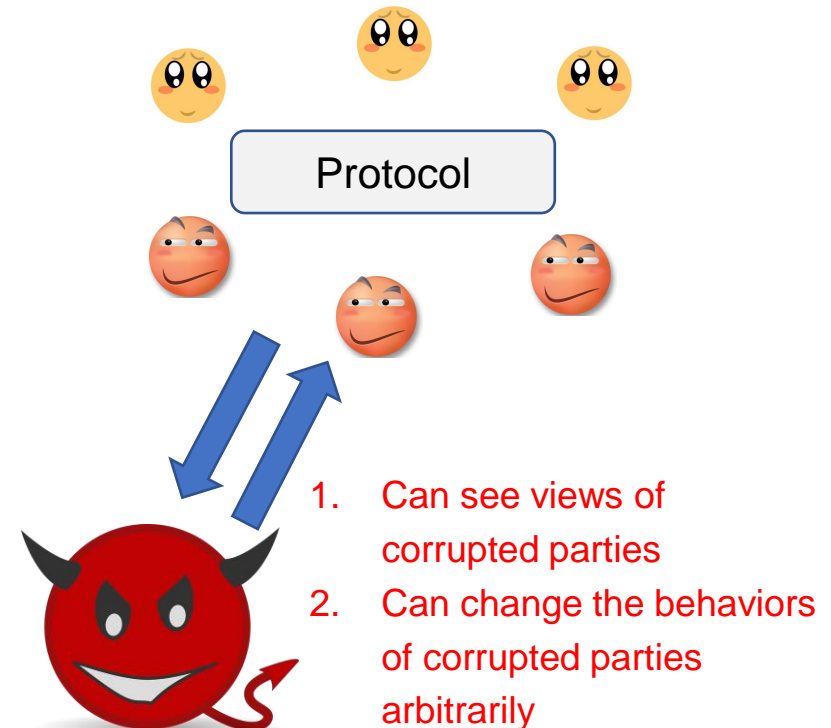 Protocol
1. Can see views of
corrupted parties
2. Can change the behaviors
of corrupted parties
arbitrarily